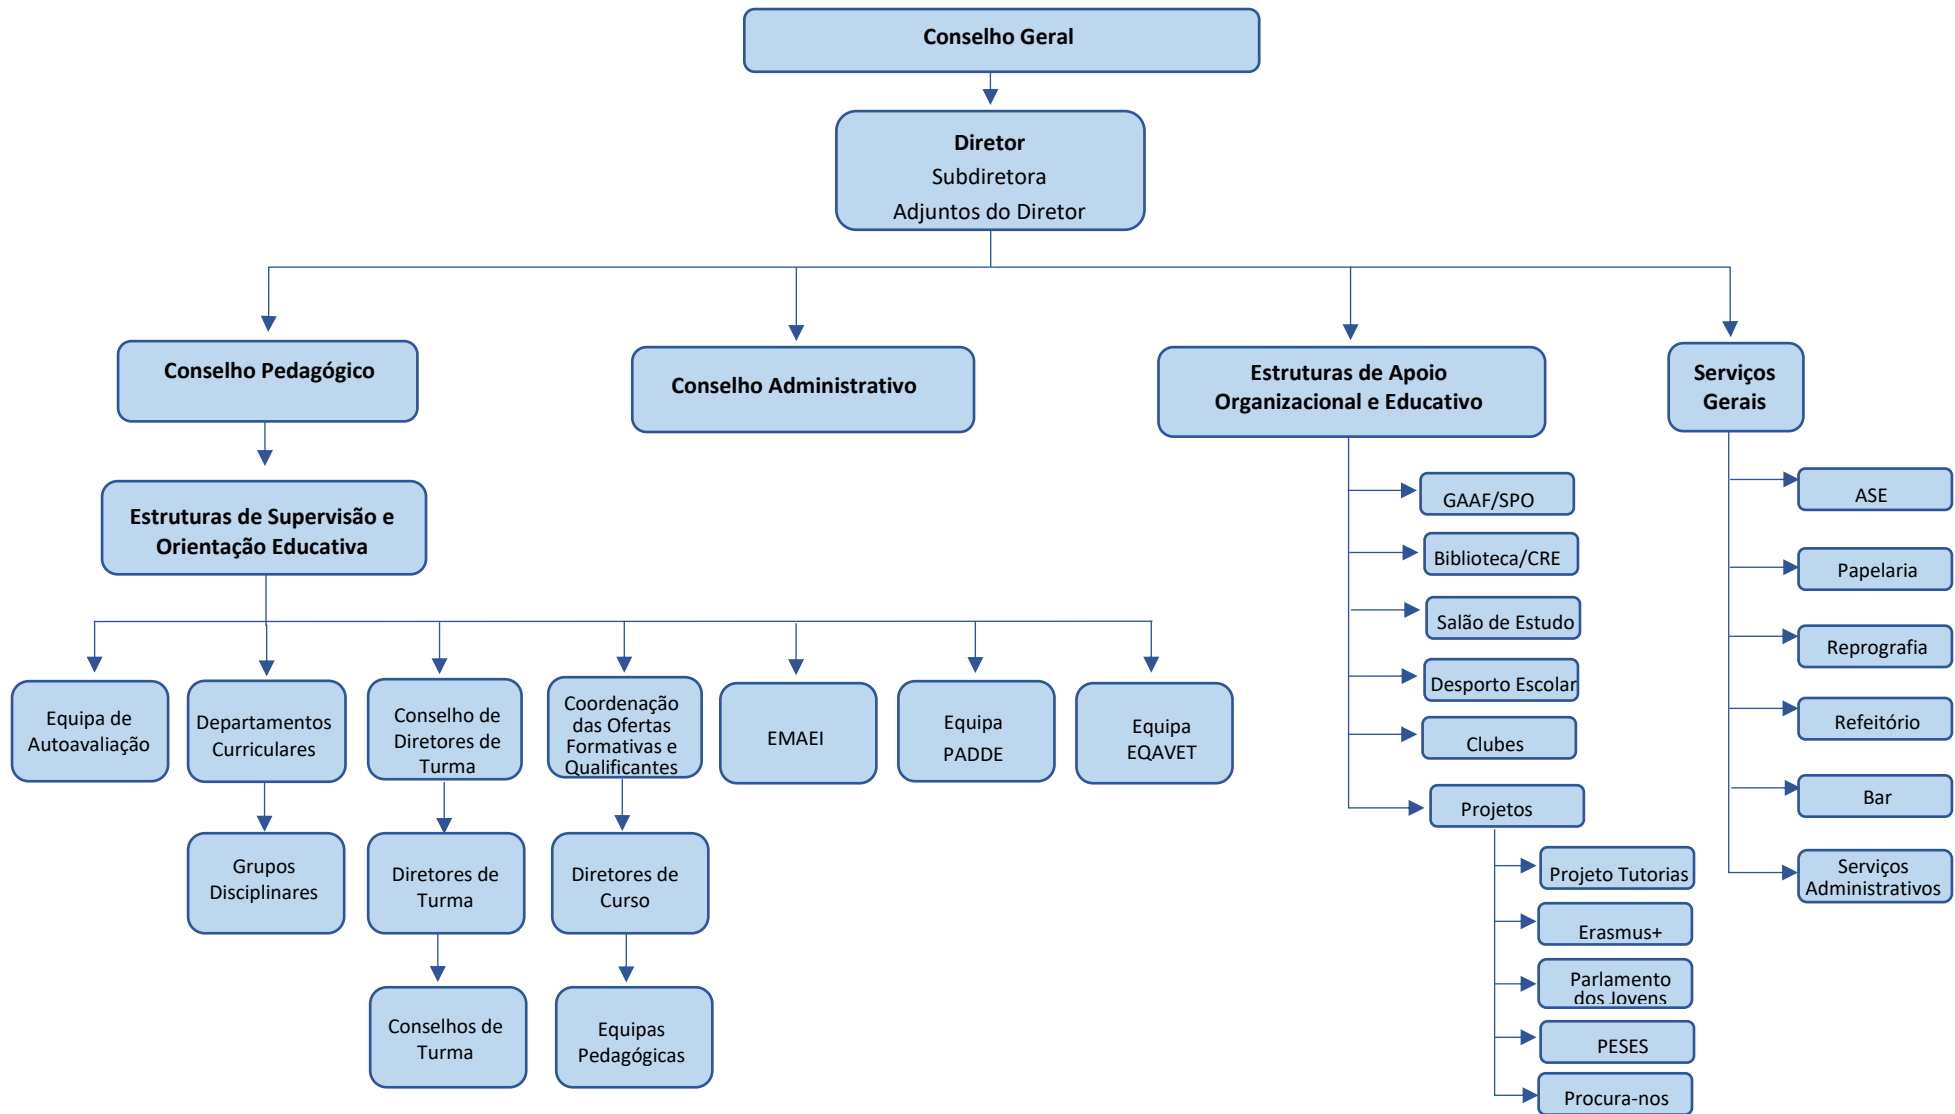 Conselho Geral
Diretor
Subdiretora
Adjuntos do Diretor
Conselho Pedagógico
Conselho Administrativo
Estruturas de Apoio
Organizacional e Educativo
Serviços
Gerais
Estruturas de Supervisão e
Orientação Educativa
Equipa de
Autoavaliação
Departamentos
Curriculares
Conselho de
Diretores de
Turma
Coordenação
das Ofertas
Formativas e
Qualificantes
EMAEI
Equipa
PADDE
Equipa
EQAVET
Grupos
Disciplinares
Diretores de
Turma
Diretores de
Curso
Conselhos de
Turma
Equipas
Pedagógicas
GAAF/SPO
Biblioteca/CRE
Salão de Estudo
Desporto Escolar
Clubes
Projetos
Projeto Tutorias
Erasmus+
Parlamento
dos Jovens
PESES
Procura-nos
ASE
Papelaria
Reprografia
Refeitório
Bar
Serviços
Administrativos